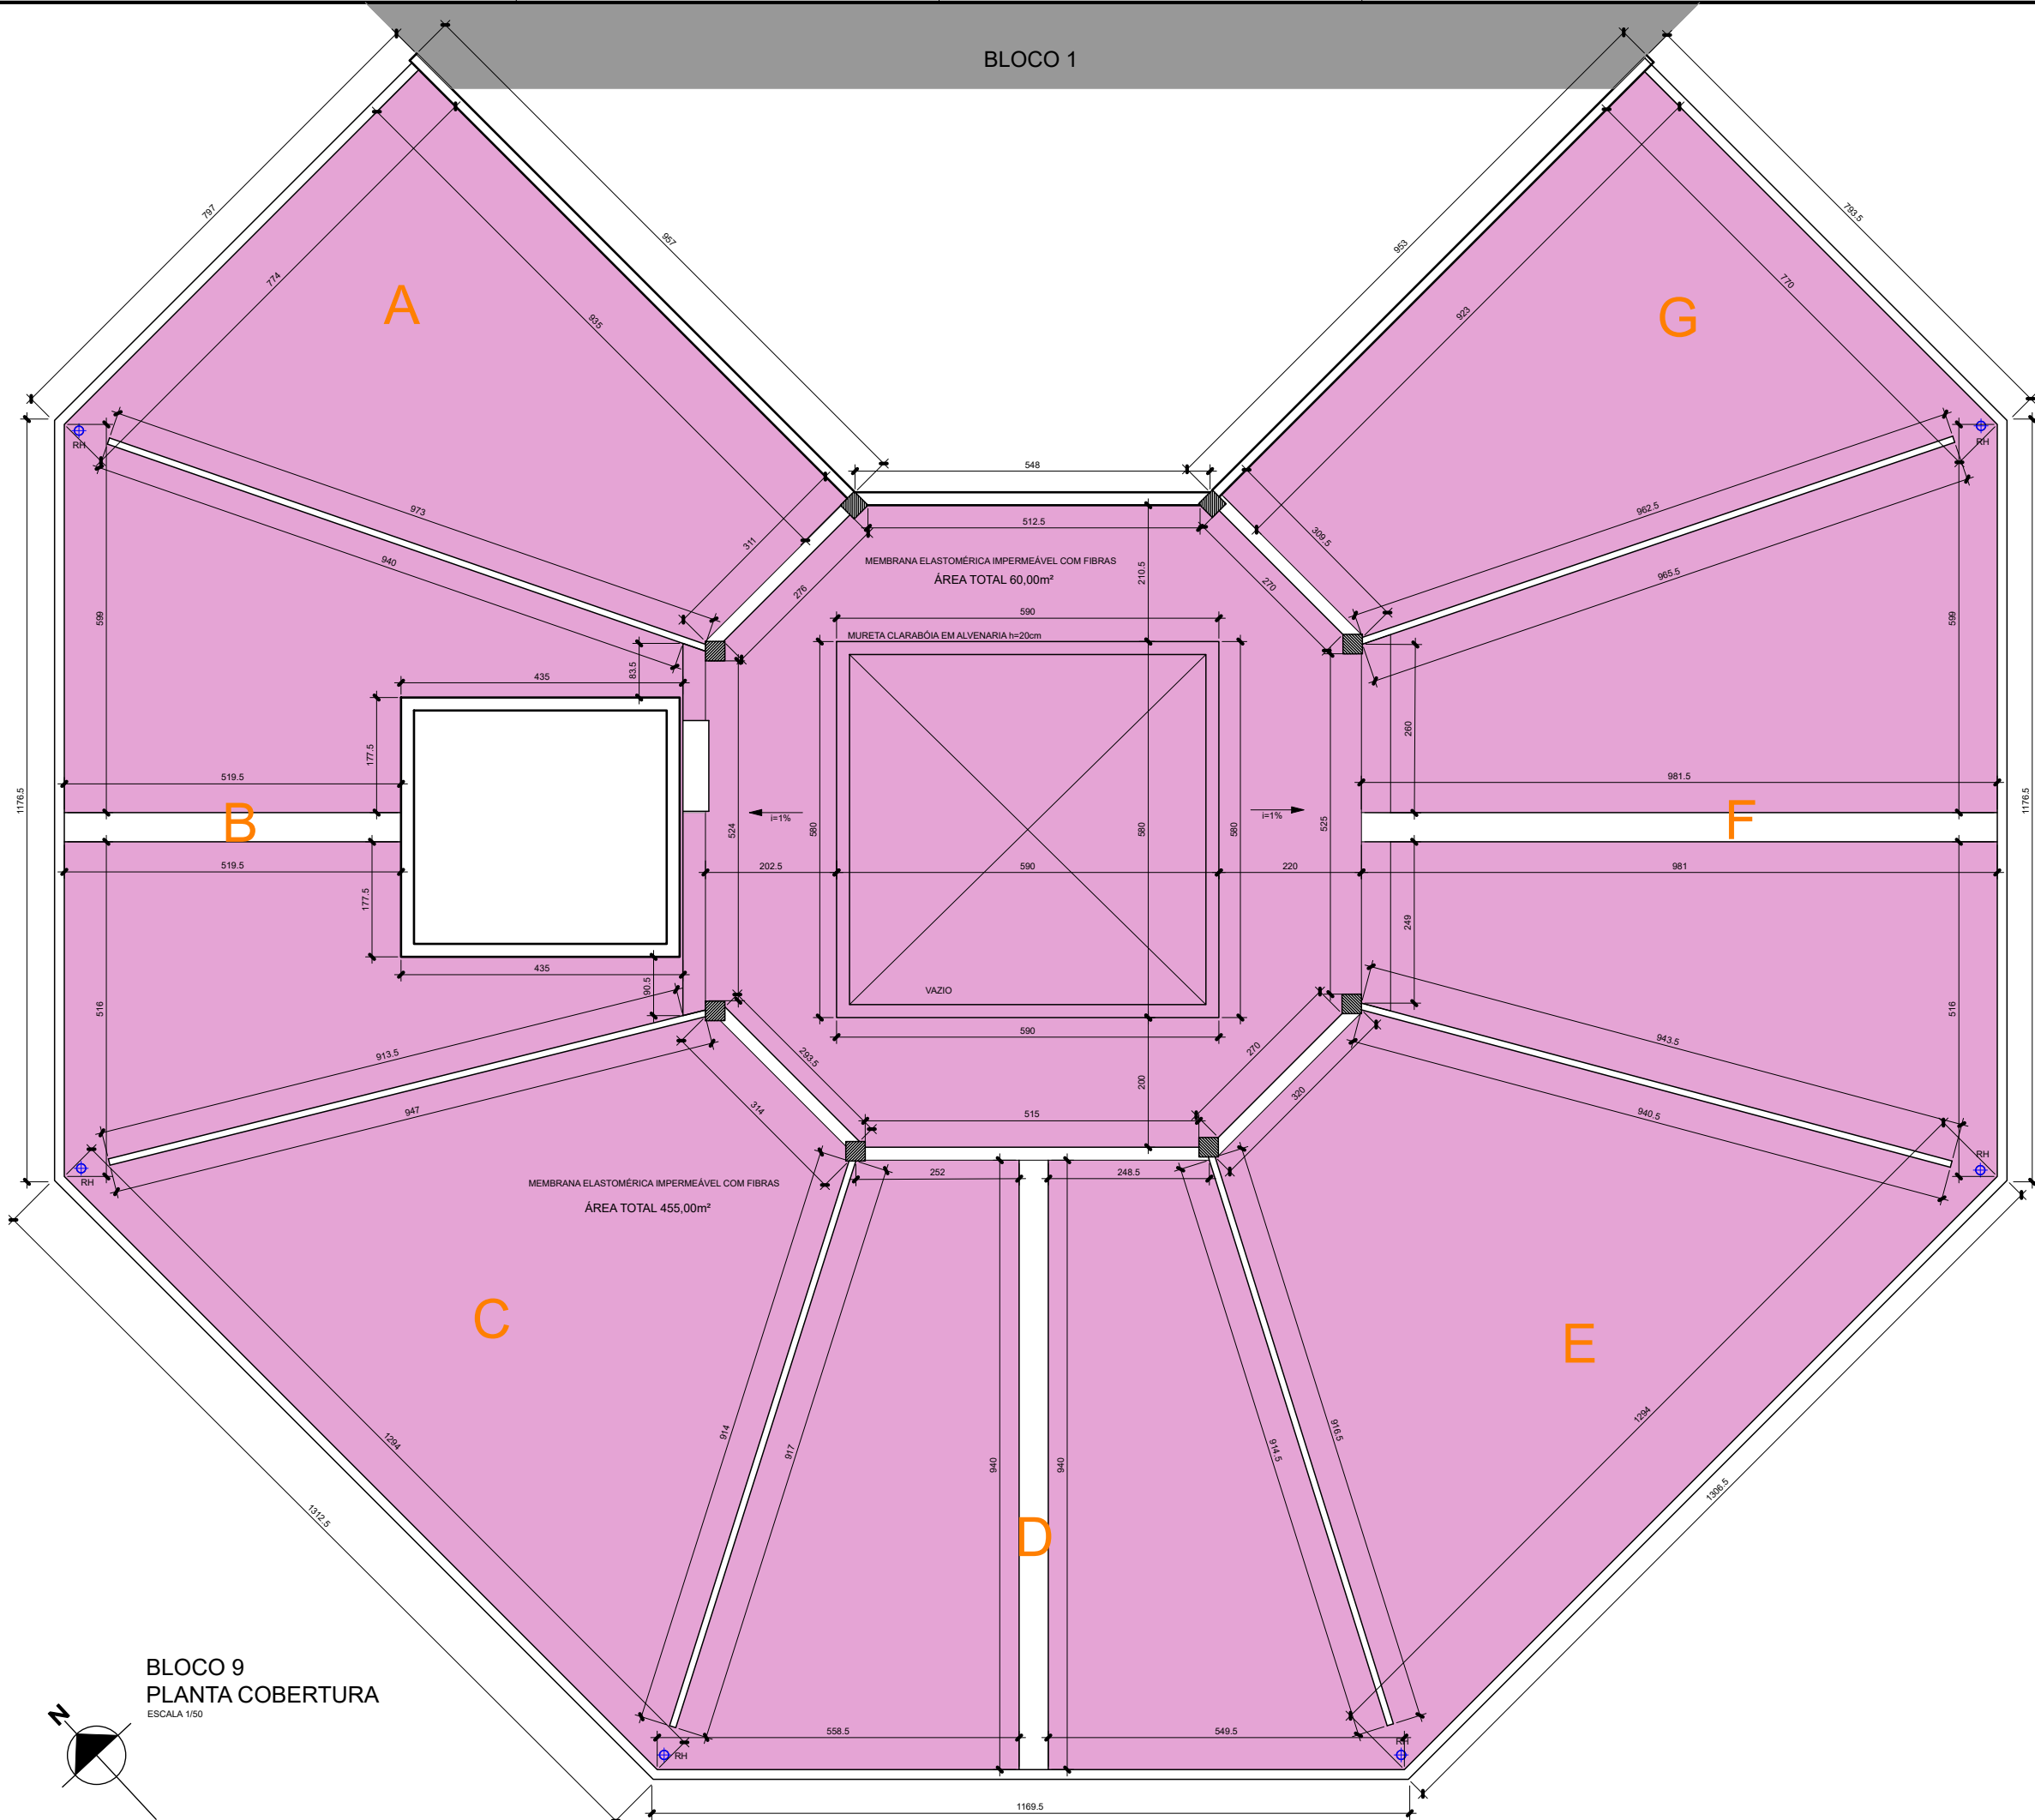 BLOCO 1
797
957
953
793.5
774
A
935
G
923
770
548
RH
RH
973
512.5
962.5
311
309.5
MEMBRANA ELASTOMÉRICA IMPERMEÁVEL COM FIBRAS
ÁREA TOTAL 60,00m²
210.5
940
276
270
965.5
599
590
599
MURETA CLARABÓIA EM ALVENARIA h=20cm
83.5
435
260
177.5
519.5
981.5
1176.5
B
i=1%
i=1%
F
1176.5
524
580
580
580
525
519.5
202.5
590
220
981
177.5
249
435
90.5
VAZIO
516
516
590
913.5
293.5
270
943.5
947
314
200
320
940.5
515
RH
252
248.5
RH
MEMBRANA ELASTOMÉRICA IMPERMEÁVEL COM FIBRAS
ÁREA TOTAL 455,00m²
C
E
914
917
1294
940
940
914.5
916.5
1294
1312.5
1306.5
D
BLOCO 9
PLANTA COBERTURA
ESCALA 1/50
N
558.5
549.5
RH
RH
1169.5